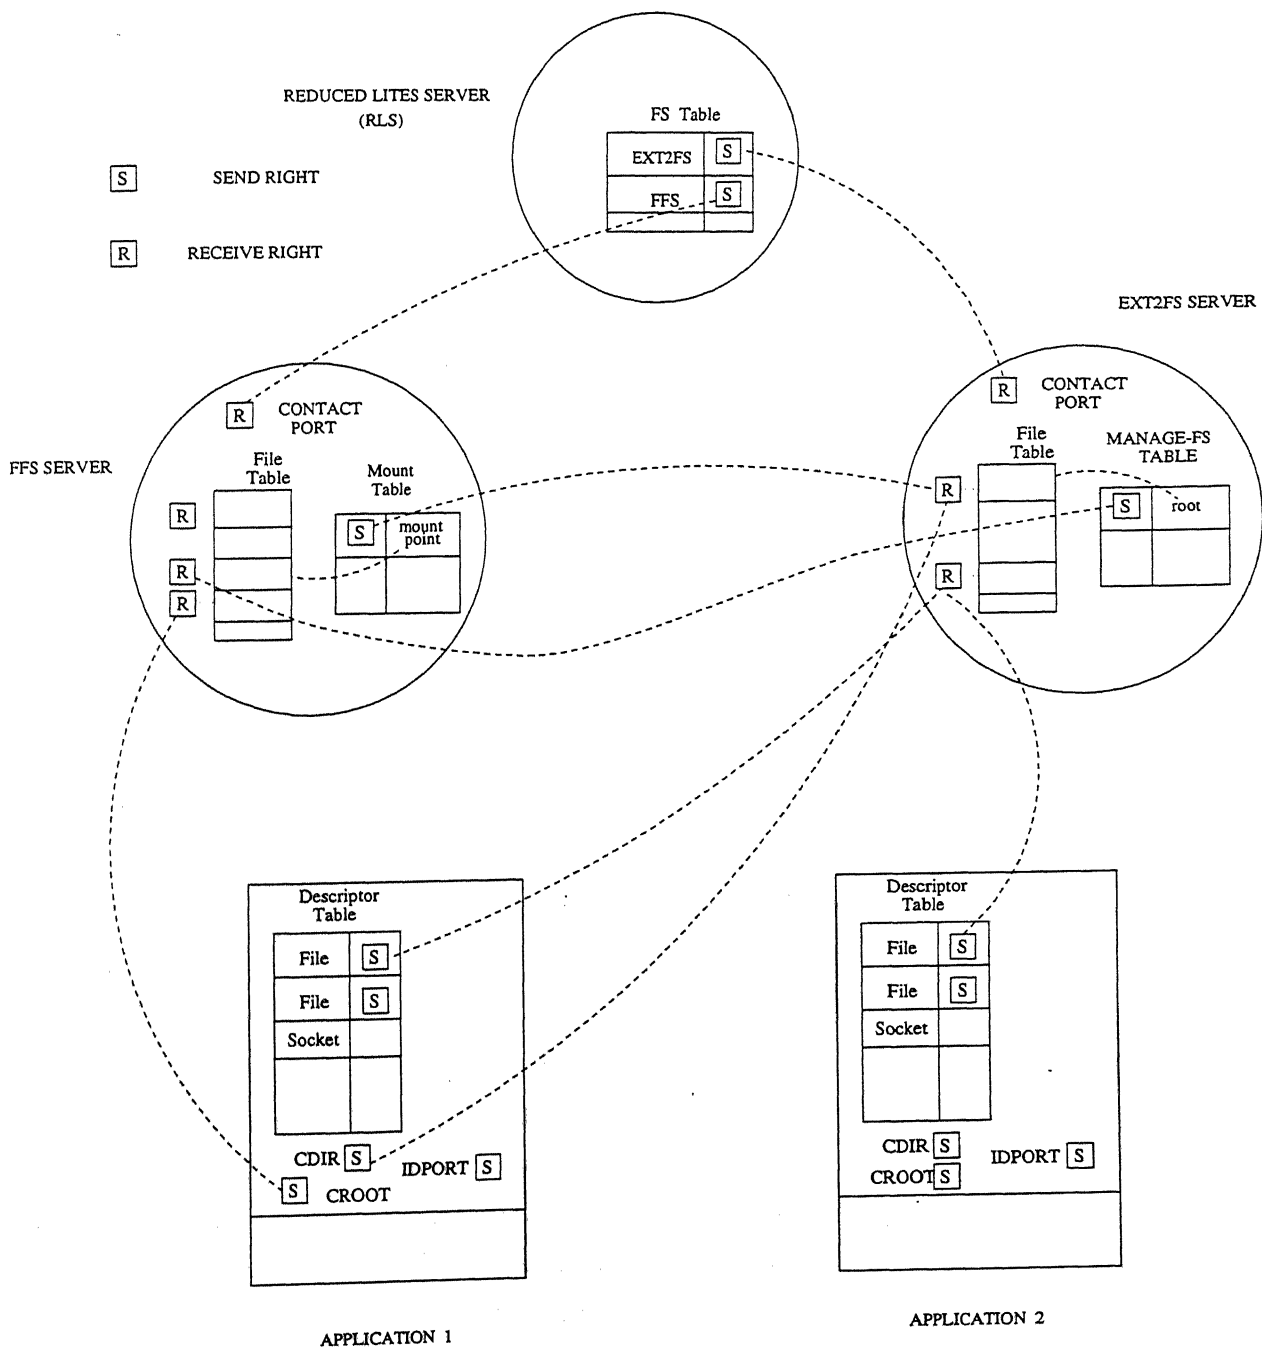 REDUCED LITES SERVER
(RLS)
S SEND RIGHT
R RECEIVE RIGHT
FS Table
EXT2FS S
FFS S
EXT2FS SERVER
R CONTACT
PORT
File
Table
MANAGE-FS
TABLE
R
S root
R
FFS SERVER
R CONTACT
PORT
File
Table
Mount
Table
R
S mount
point
R
R
Descriptor
Table
File S
File S
Socket
CDIR S
IDPORT S
S CROOT
APPLICATION 1
Descriptor
Table
File S
File S
Socket
CDIR S
IDPORT S
CROOT S
APPLICATION 2